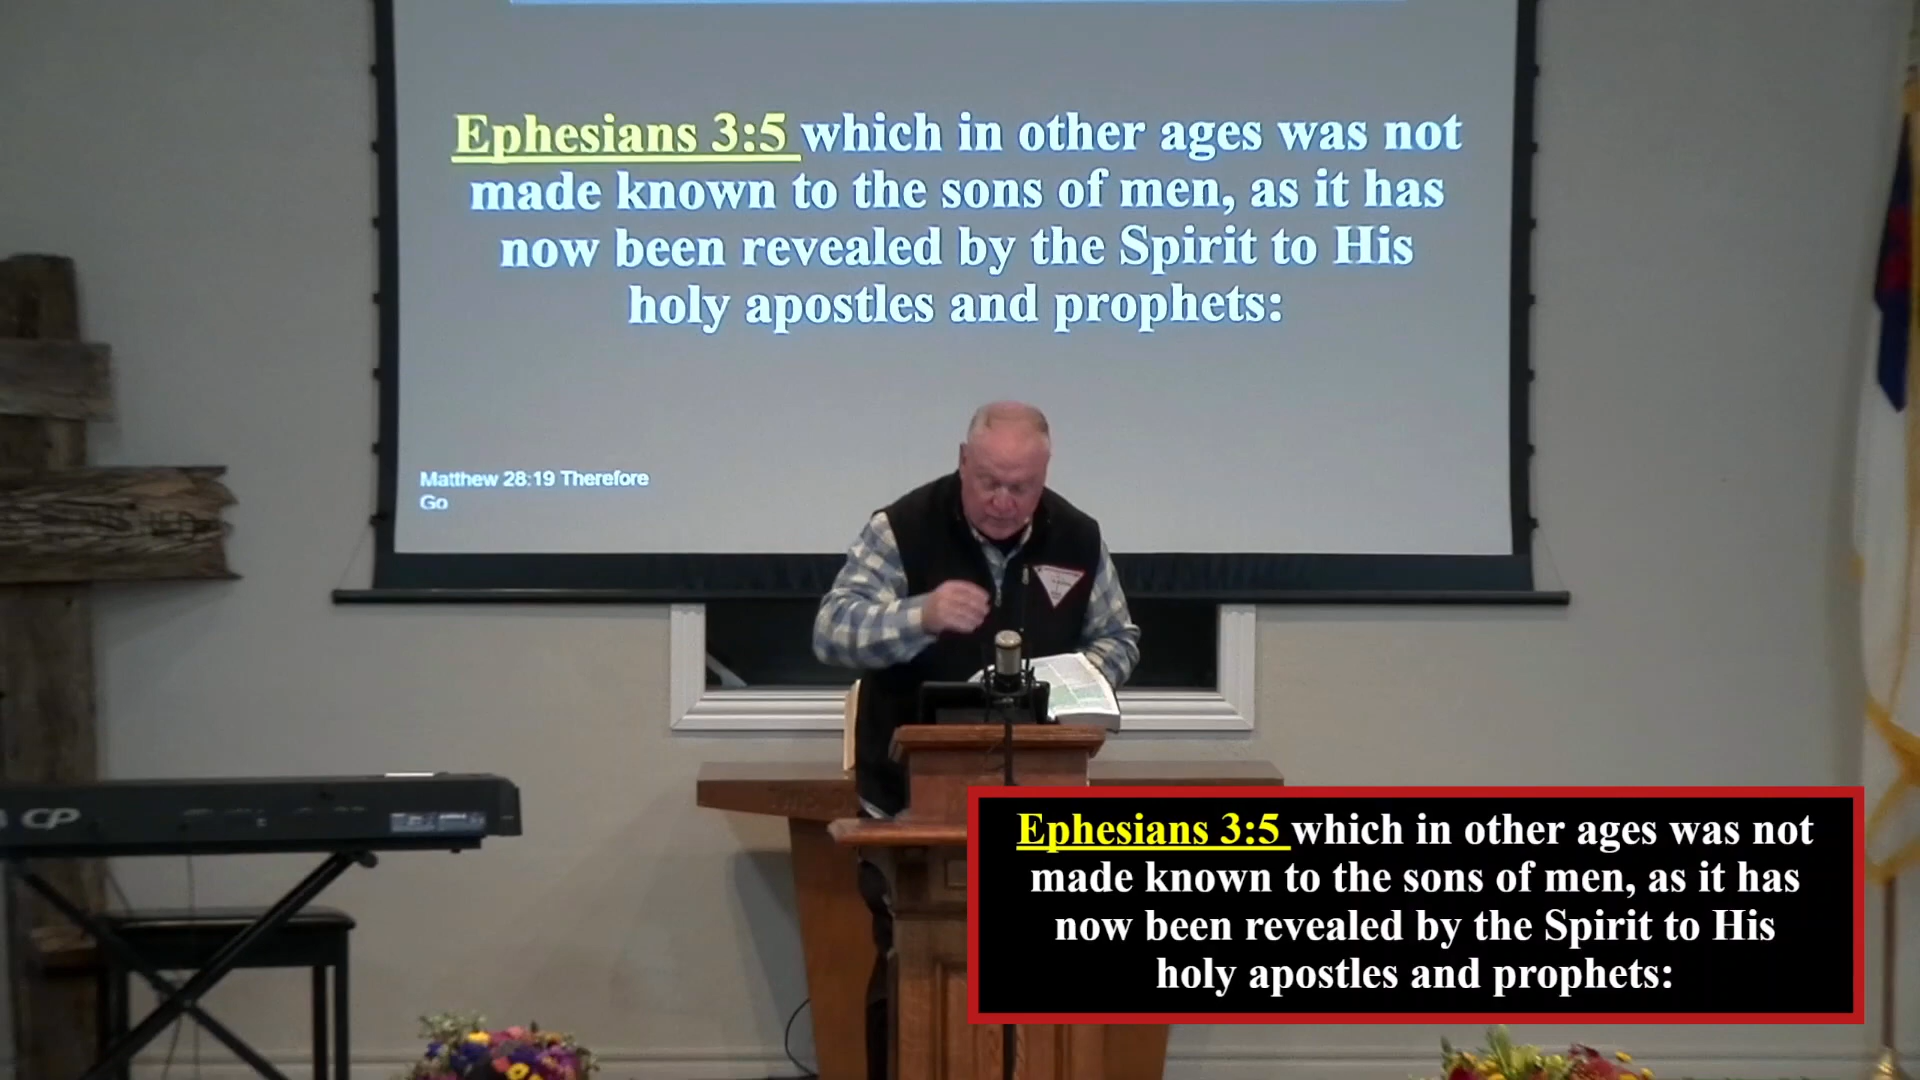 Ephesians 3:5 which in other ages was not
made known to the sons of men, as it has
now been revealed by the Spirit to His
holy apostles and prophets:
Matthew 28:19 Therefore
Go
CP
Ephesians 3:5 which in other ages was not
made known to the sons of men, as it has
now been revealed by the Spirit to His
holy apostles and prophets: